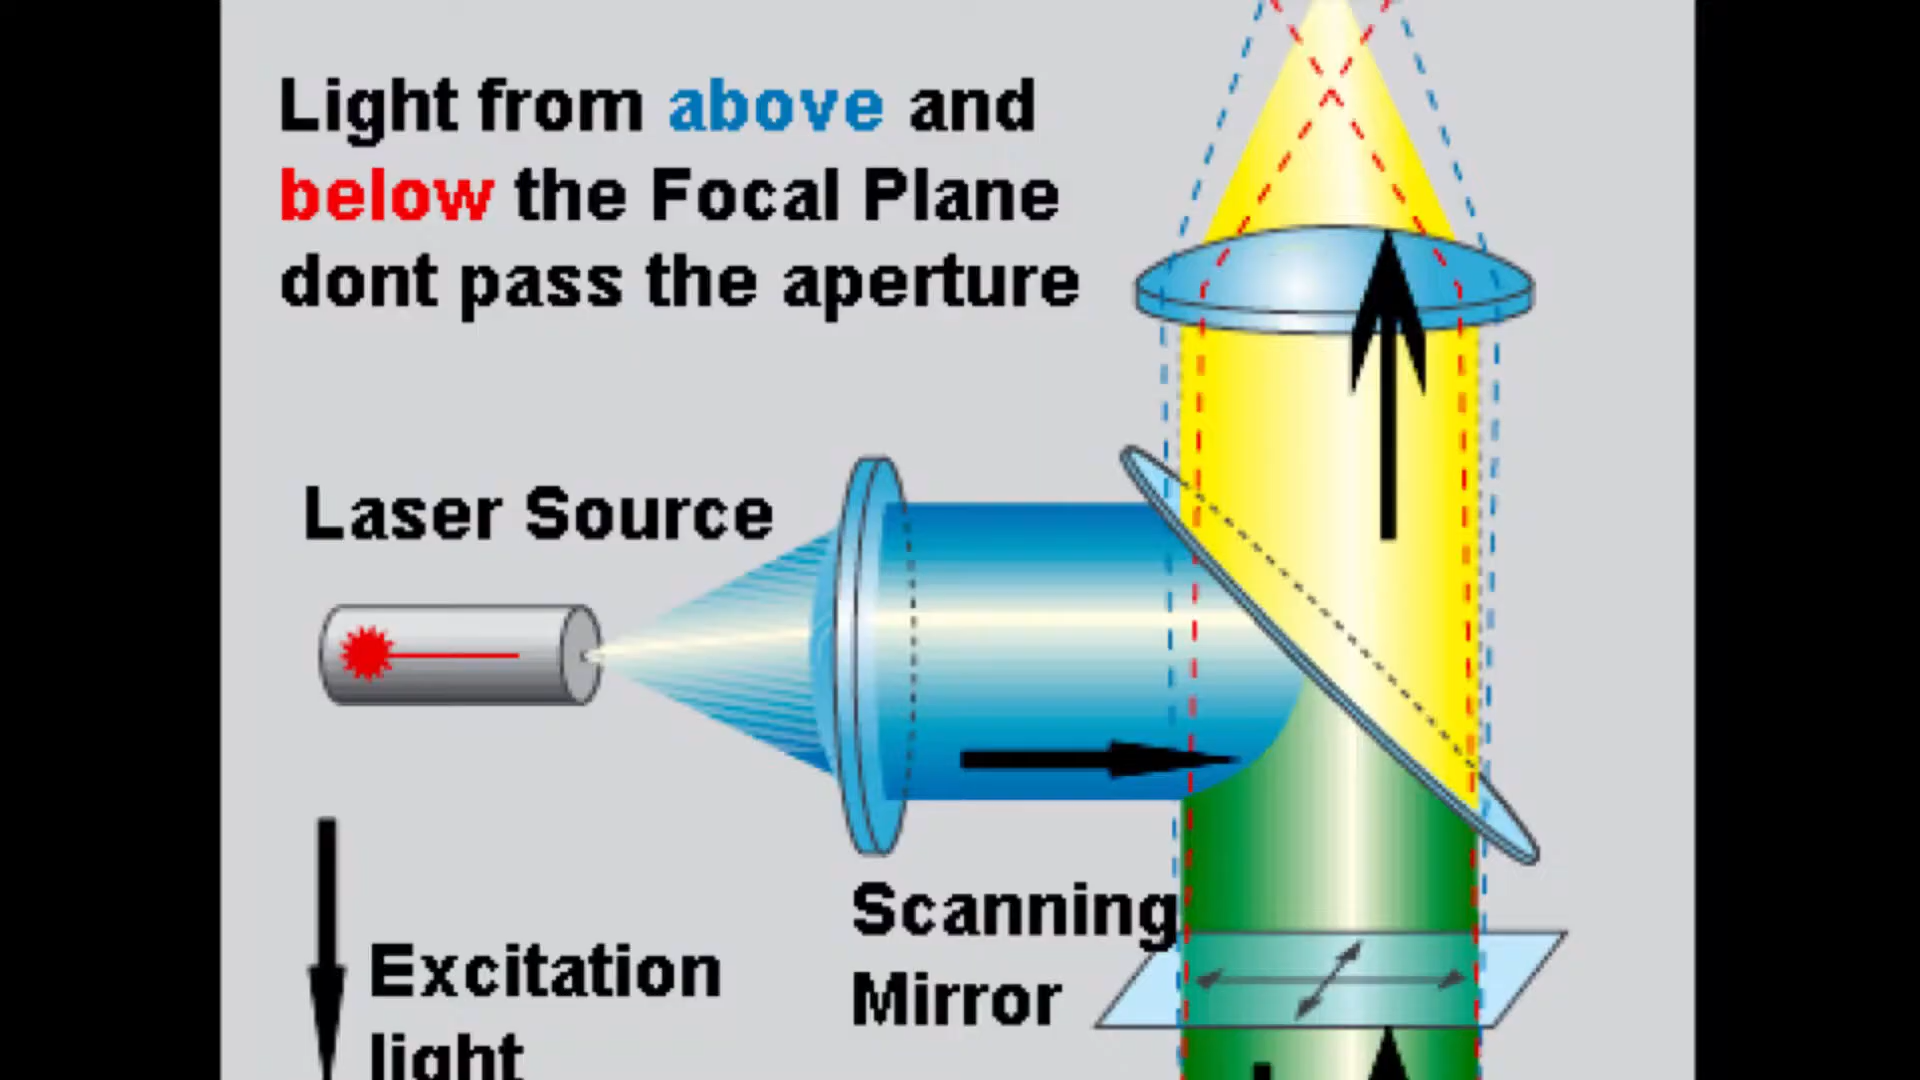 Light from above and
below the Focal Plane
dont pass the aperture
Laser Source
Scanning
Mirror
Excitation
light